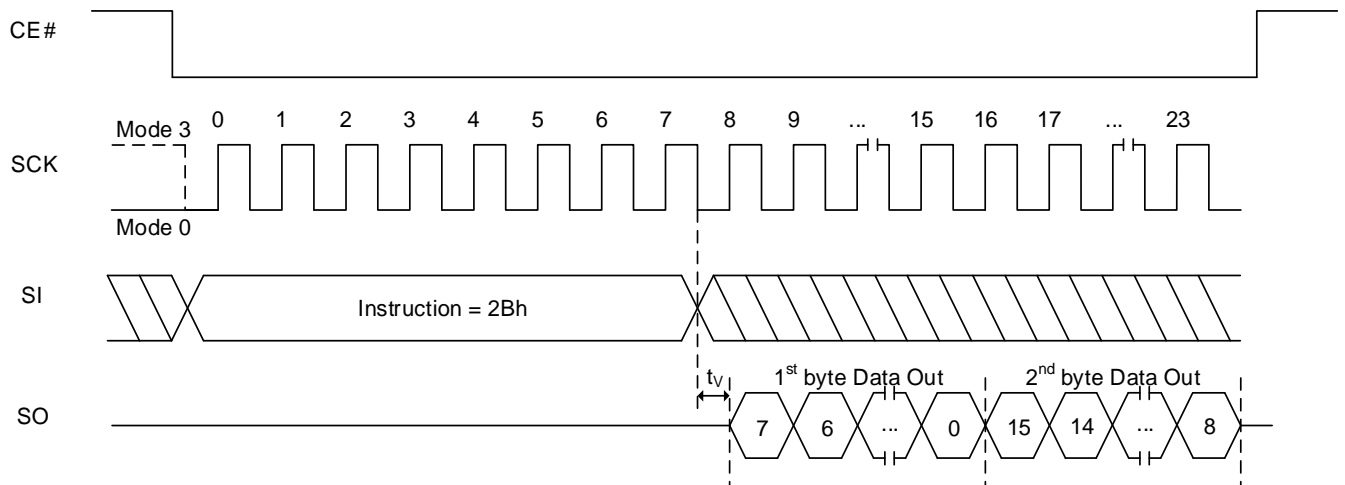 CE#
Mode 3 0 1 2 3 4 5 6 7 8 9 ... 15 16 17 ... 23
SCK
Mode 0
SI Instruction = 2Bh
tV 1st byte Data Out 2nd byte Data Out
SO 7 6 ... 0 15 14 ... 8